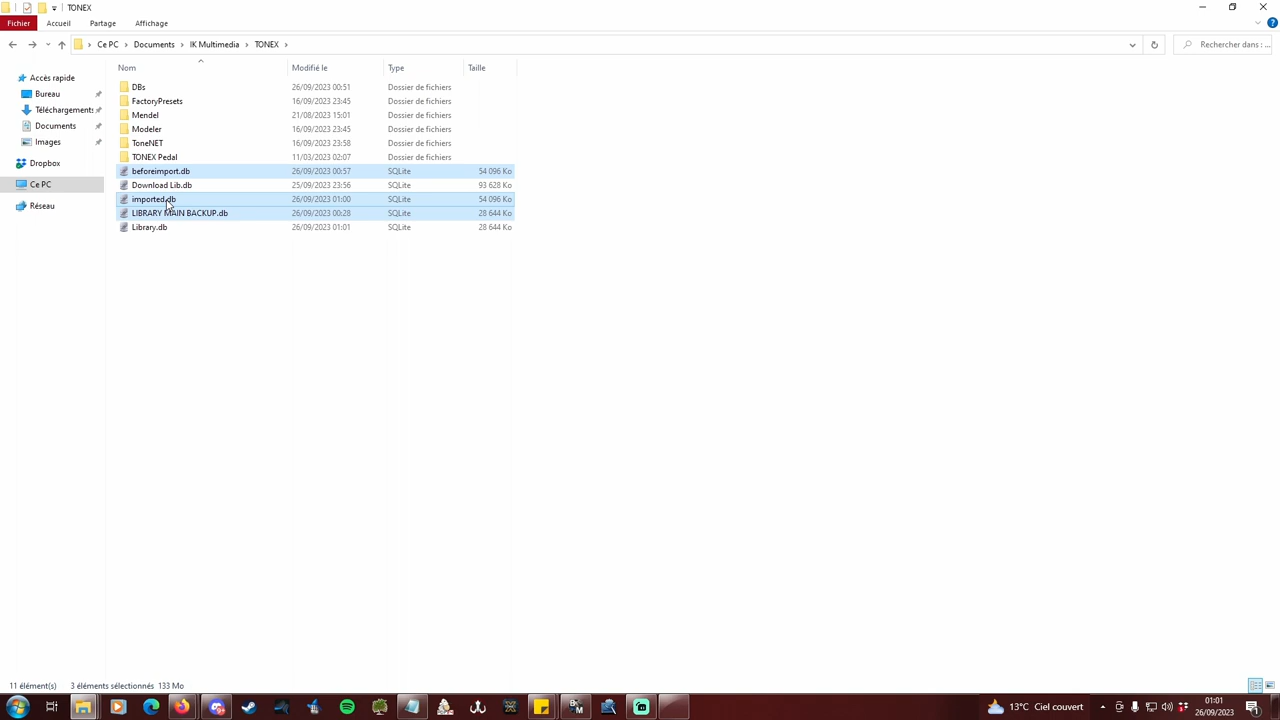 TONEX
Fichier Accueil Partage Affichage
Ce PC Documents IK Multimedia TONEX
Rechercher dans : ...
Nom Modifié le Type Taille
Accès rapide
Bureau
Téléchargements
Documents
Images
Dropbox
Ce PC
Réseau
DBs 26/09/2023 00:51 Dossier de fichiers
FactoryPresets 16/09/2023 23:45 Dossier de fichiers
Mendel 21/08/2023 15:01 Dossier de fichiers
Modeler 16/09/2023 23:45 Dossier de fichiers
ToneNET 16/09/2023 23:58 Dossier de fichiers
TONEX Pedal 11/03/2023 02:07 Dossier de fichiers
beforeimport.db 26/09/2023 00:57 SQLite 54 096 Ko
Download Lib.db 25/09/2023 23:56 SQLite 93 628 Ko
imported.db 26/09/2023 01:00 SQLite 54 096 Ko
LIBRARY MAIN BACKUP.db 26/09/2023 00:28 SQLite 28 644 Ko
Library.db 26/09/2023 01:01 SQLite 28 644 Ko
11 élément(s) 3 éléments sélectionnés 133 Mo
13°C Ciel couvert
01:01
26/09/2023